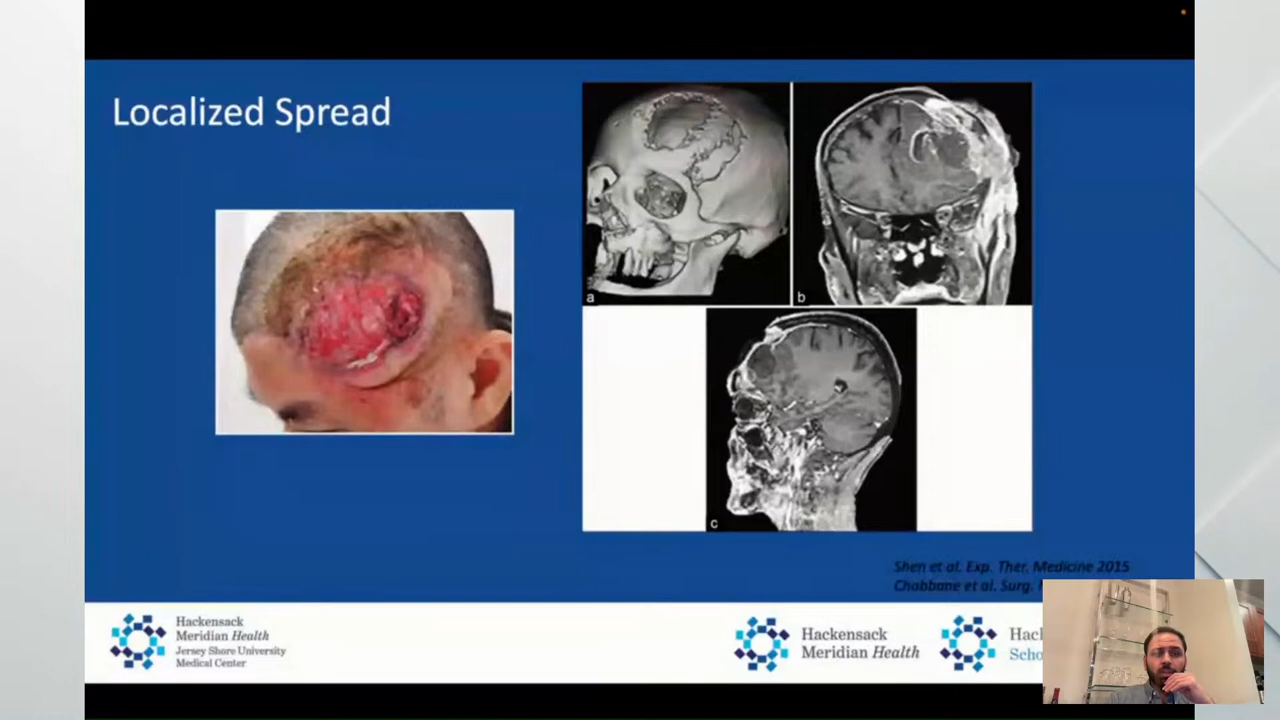 Localized Spread
a
b
c
Shen et al. Exp. Ther. Medicine 2015
Chabbane et al. Surg.
Hackensack
Meridian Health
Jersey Shore University
Medical Center
Hackensack
Meridian Health